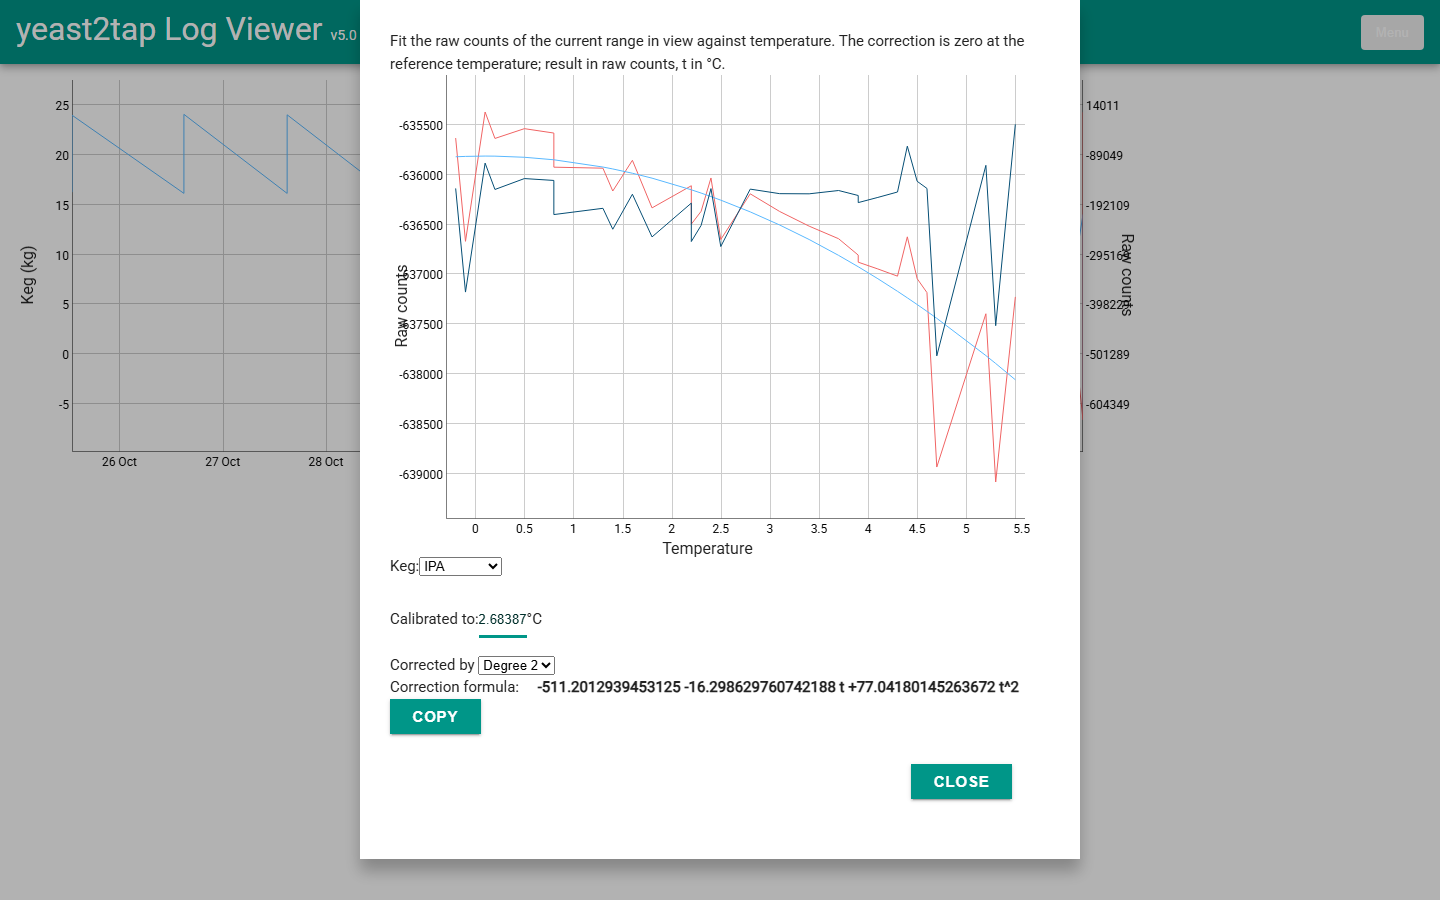 yeast2tap Log Viewer v5.0
Menu
25
20
15
10
5
0
-5
Keg (kg)
26 Oct
27 Oct
28 Oct
Fit the raw counts of the current range in view against temperature. The correction is zero at the
reference temperature; result in raw counts, t in °C.
-635500
-636000
-636500
-637000
-637500
-638000
-638500
-639000
Raw counts
0
0.5
1
1.5
2
2.5
3
3.5
4
4.5
5
5.5
Temperature
Keg: IPA
Calibrated to: 2.68387 °C
Corrected by Degree 2
Correction formula: -511.2012939453125 -16.298629760742188 t +77.04180145263672 t^2
COPY
CLOSE
14011
-89049
-192109
-295169
-501289
-604349
Raw counts